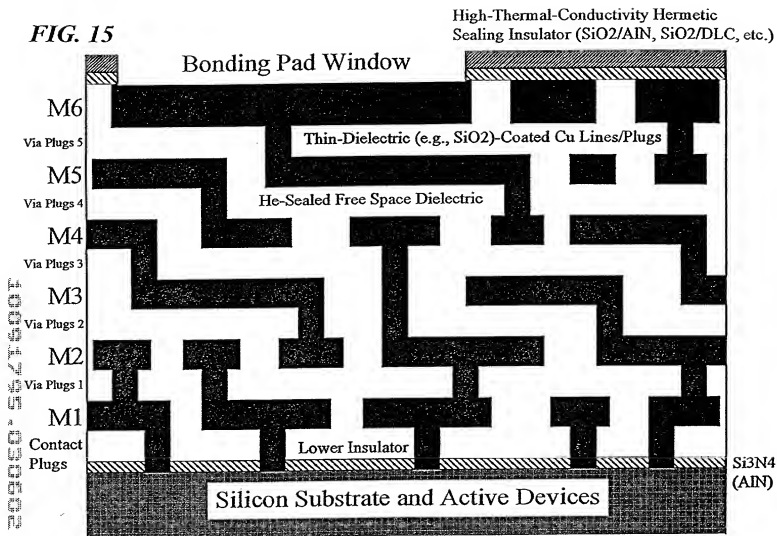 FIG. 15
High-Thermal-Conductivity Hermetic
Sealing Insulator (SiO2/AlN, SiO2/DLC, etc.)
Bonding Pad Window
M6
Via Plugs 5
Thin-Dielectric (e.g., SiO2)-Coated Cu Lines/Plugs
M5
Via Plugs 4
He-Sealed Free Space Dielectric
M4
Via Plugs 3
M3
Via Plugs 2
M2
Via Plugs 1
M1
Contact
Plugs
Lower Insulator
Si3N4
(AlN)
Silicon Substrate and Active Devices